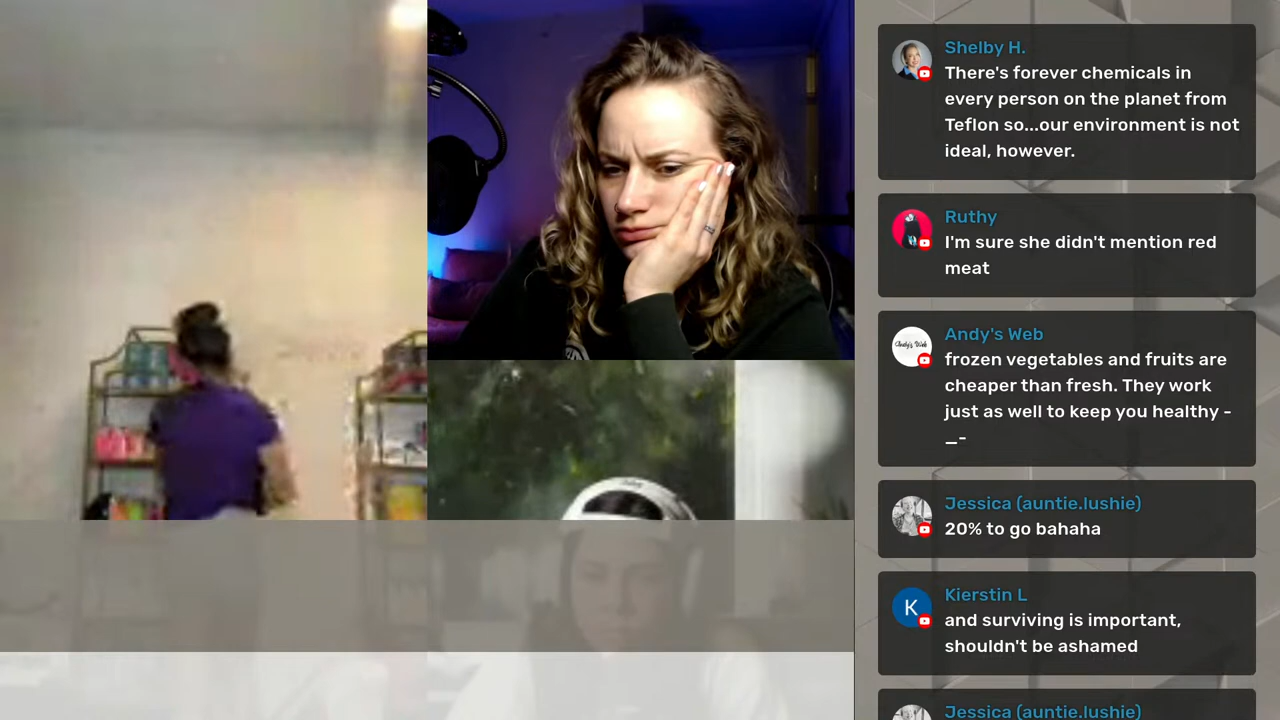 Shelby H.
There's forever chemicals in
every person on the planet from
Teflon so...our environment is not
ideal, however.
Ruthy
I'm sure she didn't mention red
meat
Andy's Web
Andy's Web
frozen vegetables and fruits are
cheaper than fresh. They work
just as well to keep you healthy -
_-
Jessica (auntie.lushie)
20% to go bahaha
K
Kierstin L
and surviving is important,
shouldn't be ashamed
Jessica (auntie.lushie)